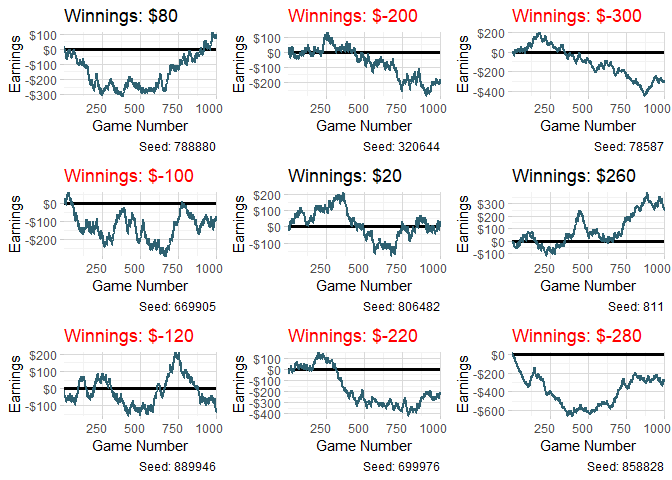 Winnings: $80
$100
$0
-$100
-$200
-$300
Earnings
250 500 750 1000
Game Number
Seed: 788880
Winnings: $-200
$100
$0
-$100
-$200
Earnings
250 500 750 1000
Game Number
Seed: 320644
Winnings: $-300
$200
$0
-$200
-$400
Earnings
250 500 750 1000
Game Number
Seed: 78587
Winnings: $-100
$0
-$100
-$200
Earnings
250 500 750 1000
Game Number
Seed: 669905
Winnings: $20
$200
$100
$0
-$100
Earnings
250 500 750 1000
Game Number
Seed: 806482
Winnings: $260
$300
$200
$100
$0
-$100
Earnings
250 500 750 1000
Game Number
Seed: 811
Winnings: $-120
$200
$100
$0
-$100
Earnings
250 500 750 1000
Game Number
Seed: 889946
Winnings: $-220
$100
$0
-$100
-$200
-$300
-$400
Earnings
250 500 750 1000
Game Number
Seed: 699976
Winnings: $-280
$0
-$200
-$400
-$600
Earnings
250 500 750 1000
Game Number
Seed: 858828